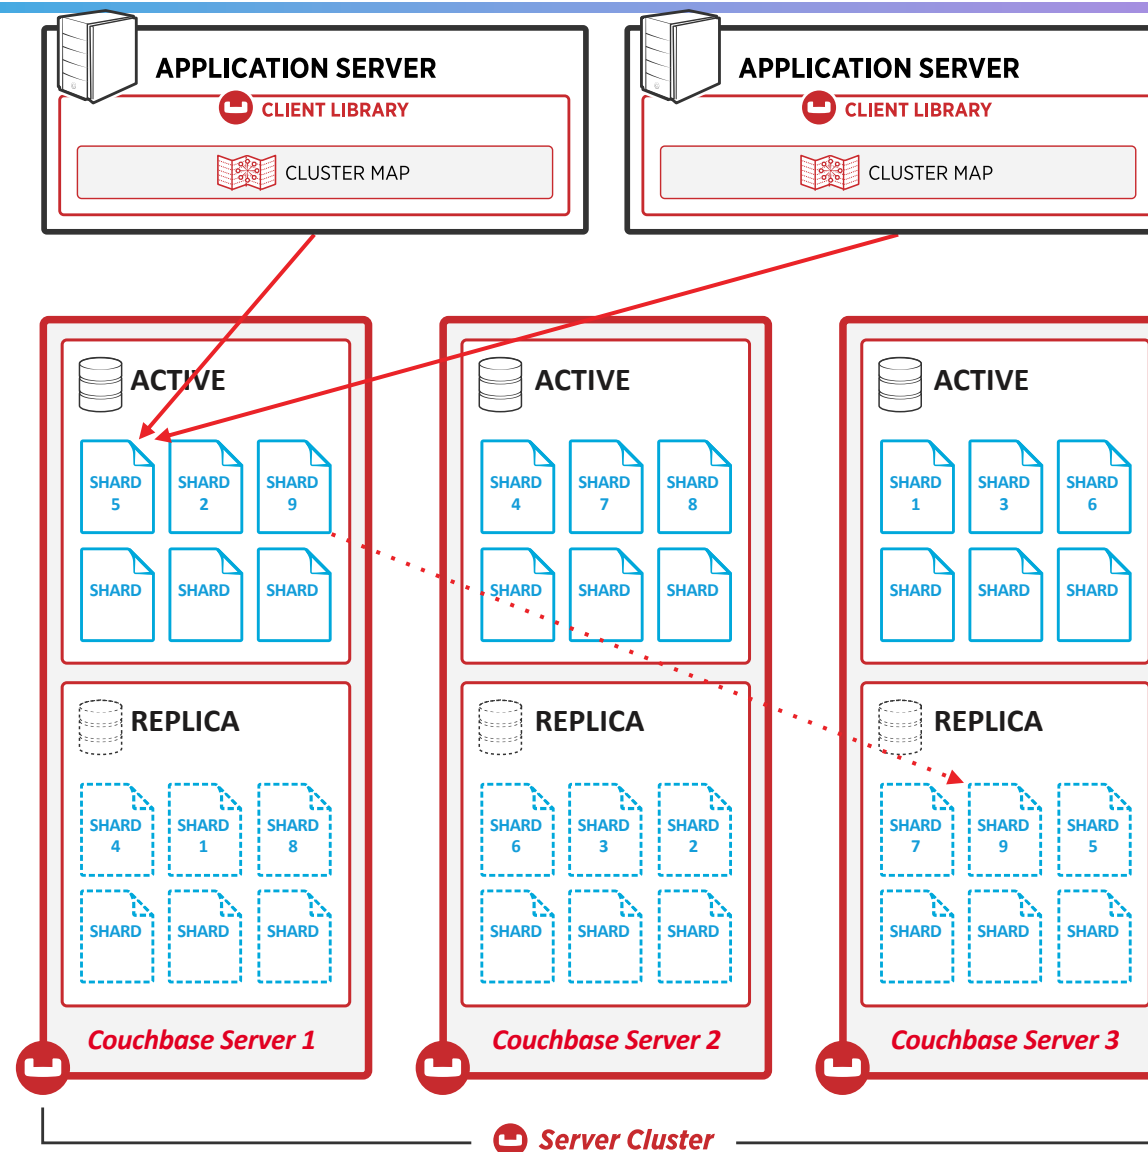 APPLICATION SERVER
CLIENT LIBRARY
CLUSTER MAP
APPLICATION SERVER
CLIENT LIBRARY
CLUSTER MAP
ACTIVE
SHARD 5
SHARD 2
SHARD 9
SHARD
SHARD
SHARD
REPLICA
SHARD 4
SHARD 1
SHARD 8
SHARD
SHARD
SHARD
Couchbase Server 1
ACTIVE
SHARD 4
SHARD 7
SHARD 8
SHARD
SHARD
SHARD
REPLICA
SHARD 6
SHARD 3
SHARD 2
SHARD
SHARD
SHARD
Couchbase Server 2
ACTIVE
SHARD 1
SHARD 3
SHARD 6
SHARD
SHARD
SHARD
REPLICA
SHARD 7
SHARD 9
SHARD 5
SHARD
SHARD
SHARD
Couchbase Server 3
Server Cluster